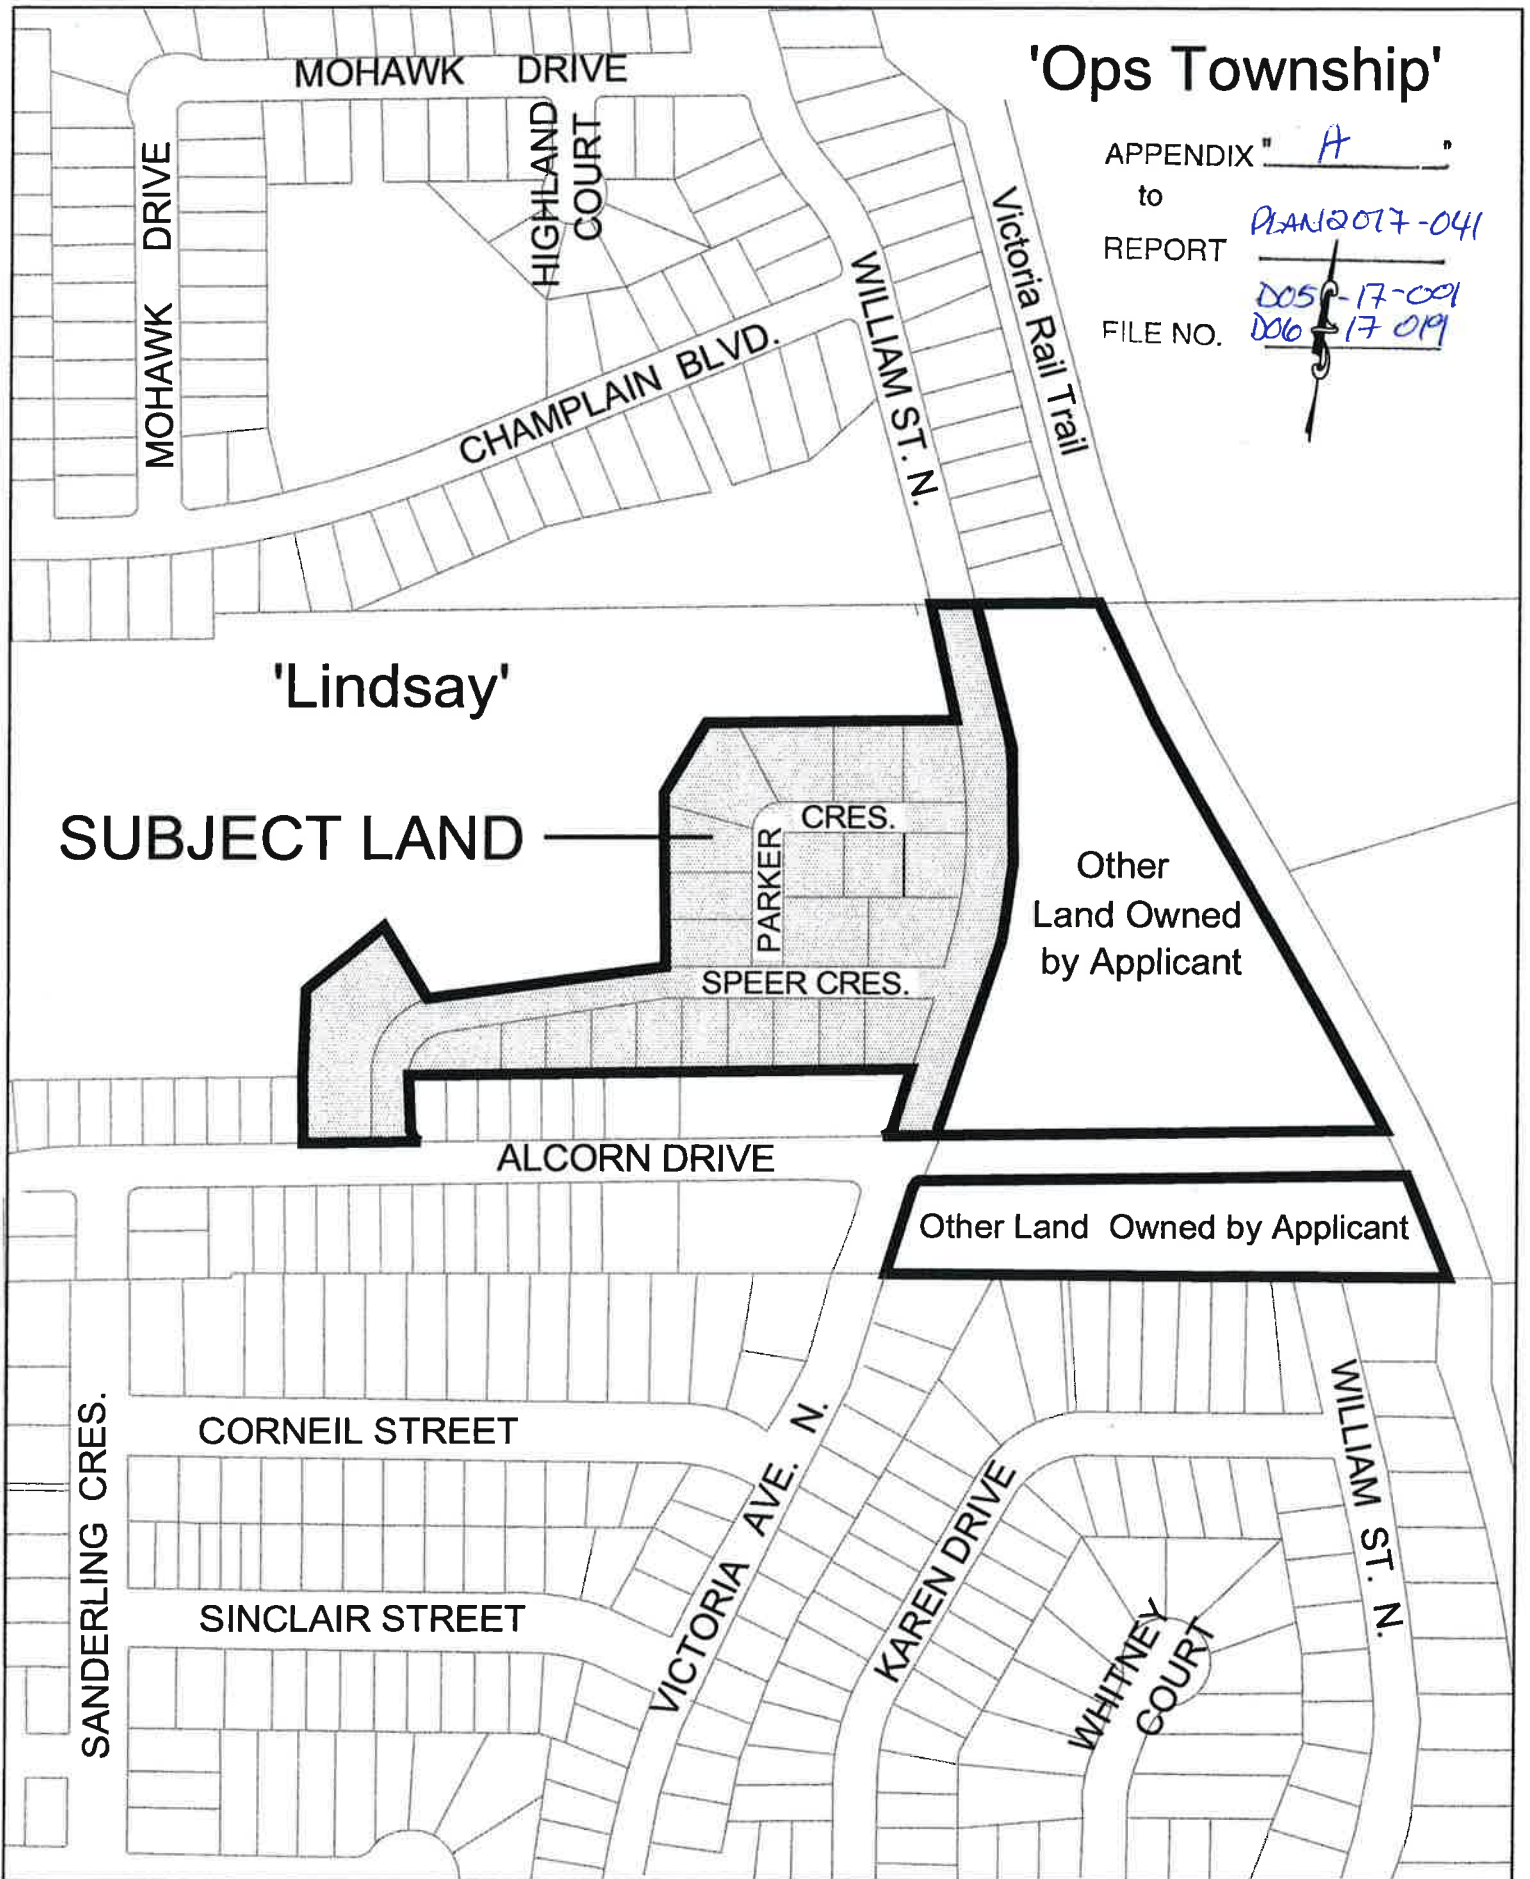 'Ops Township'
APPENDIX " A "
to
REPORT PLAN2017-041
D05-17-001
FILE NO. D06-17-019
MOHAWK DRIVE
HIGHLAND
COURT
MOHAWK DRIVE
Victoria Rail Trail
WILLIAM ST. N.
CHAMPLAIN BLVD.
'Lindsay'
SUBJECT LAND
CRES.
PARKER
SPEER CRES.
Other
Land Owned
by Applicant
ALCORN DRIVE
Other Land Owned by Applicant
CORNEIL STREET
SANDERLING CRES.
SINCLAIR STREET
VICTORIA AVE. N.
KAREN DRIVE
WHITNEY
COURT
WILLIAM ST. N.